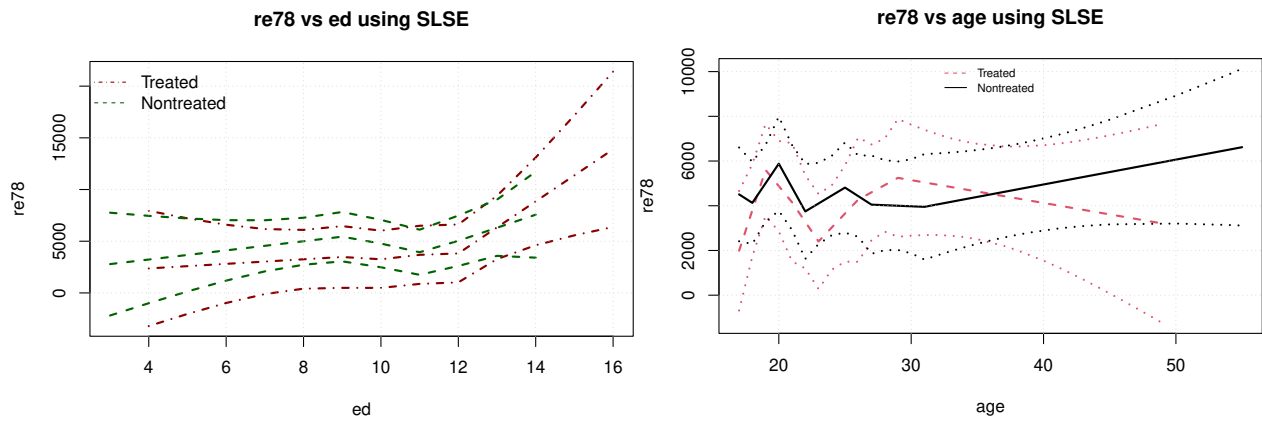 re78 vs ed using SLSE
Treated
Nontreated
re78
0
5000
15000
4
6
8
10
12
14
16
ed
re78 vs age using SLSE
Treated
Nontreated
re78
0
2000
6000
10000
20
30
40
50
age